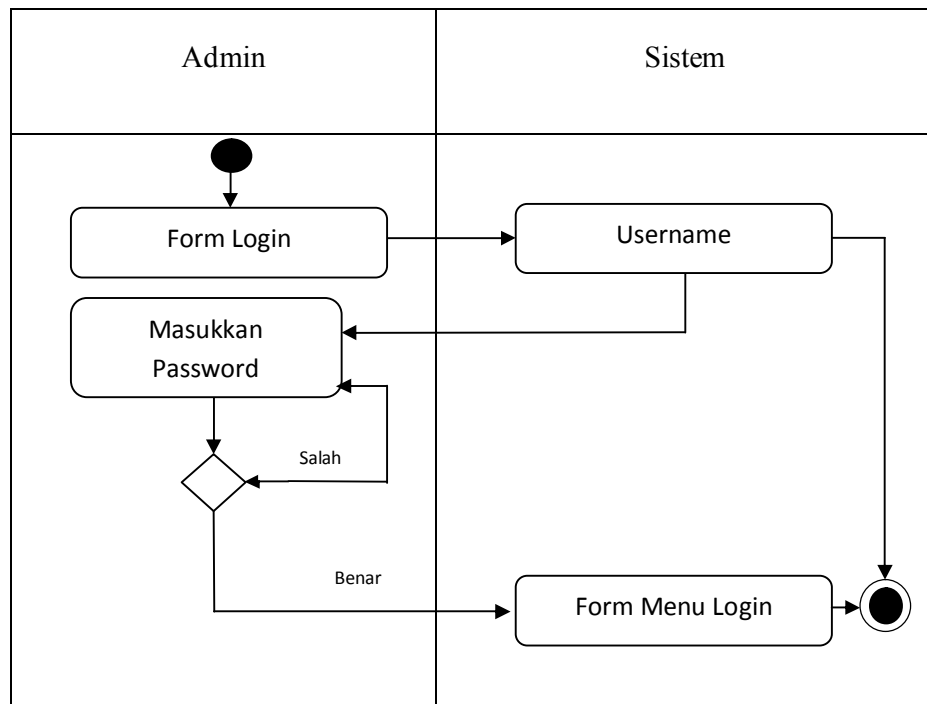 Admin
Sistem
Form Login
Username
Masukkan
Password
Salah
Benar
Form Menu Login